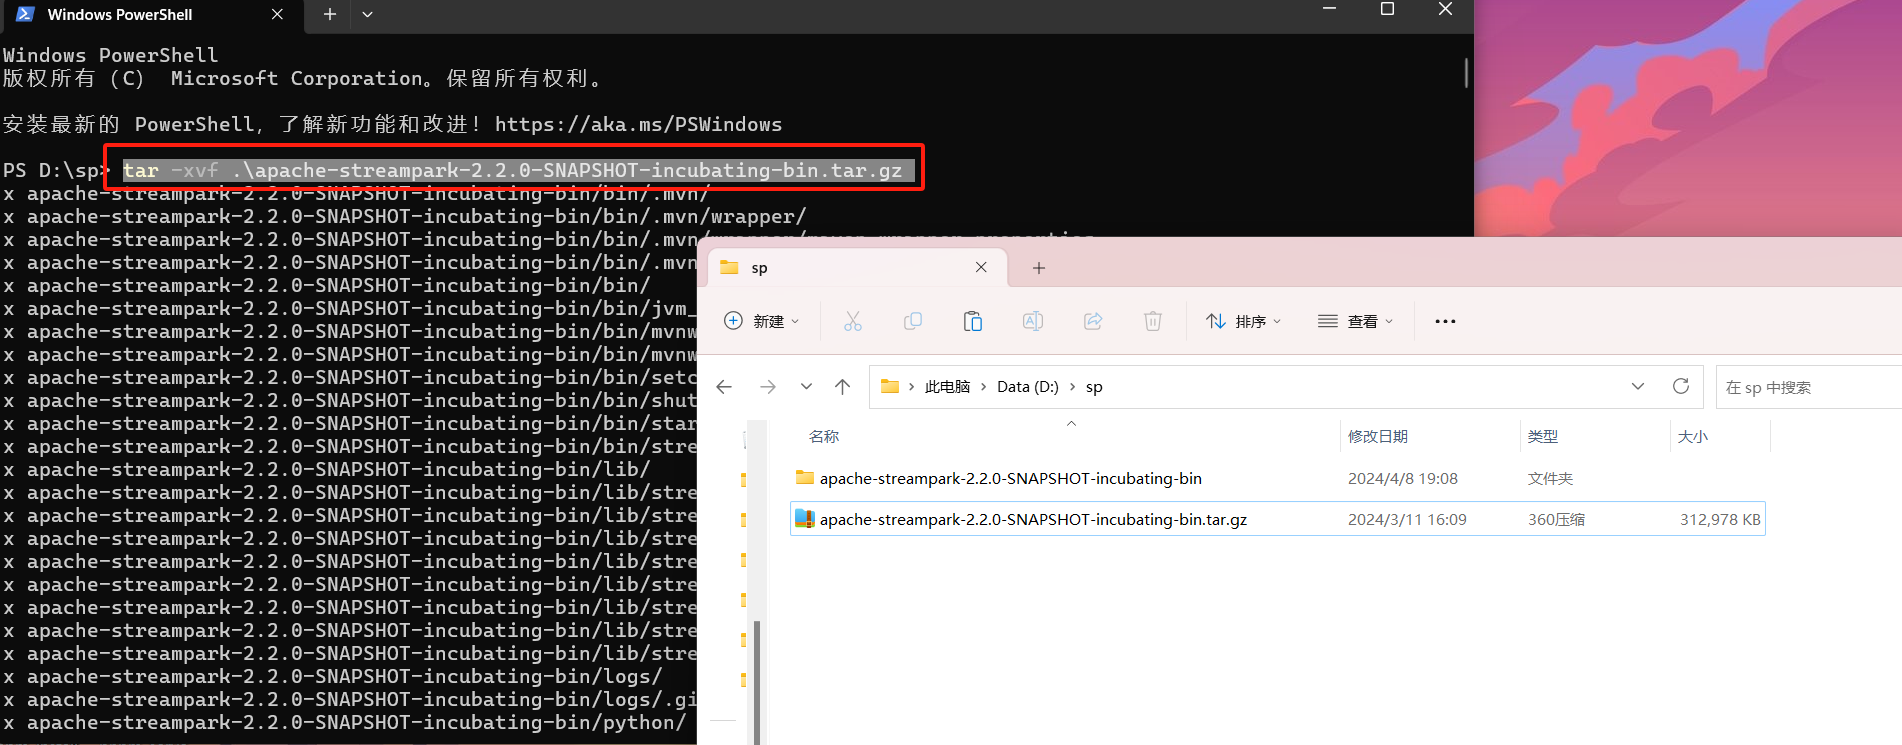 Windows PowerShell
Windows PowerShell
版权所有 (C)  Microsoft Corporation。保留所有权利。
安装最新的 PowerShell，了解新功能和改进！https://aka.ms/PSWindows
PS D:\sp> tar -xvf .\apache-streampark-2.2.0-SNAPSHOT-incubating-bin.tar.gz
x apache-streampark-2.2.0-SNAPSHOT-incubating-bin/bin/.mvn/
x apache-streampark-2.2.0-SNAPSHOT-incubating-bin/bin/.mvn/wrapper/
x apache-streampark-2.2.0-SNAPSHOT-incubating-bin/bin/.mvn/wrapper/maven-wrapper.properties
x apache-streampark-2.2.0-SNAPSHOT-incubating-bin/bin/.mvn
x apache-streampark-2.2.0-SNAPSHOT-incubating-bin/bin/
x apache-streampark-2.2.0-SNAPSHOT-incubating-bin/bin/jvm_
x apache-streampark-2.2.0-SNAPSHOT-incubating-bin/bin/mvnw
x apache-streampark-2.2.0-SNAPSHOT-incubating-bin/bin/mvnw
x apache-streampark-2.2.0-SNAPSHOT-incubating-bin/bin/setc
x apache-streampark-2.2.0-SNAPSHOT-incubating-bin/bin/shut
x apache-streampark-2.2.0-SNAPSHOT-incubating-bin/bin/star
x apache-streampark-2.2.0-SNAPSHOT-incubating-bin/bin/stre
x apache-streampark-2.2.0-SNAPSHOT-incubating-bin/lib/
x apache-streampark-2.2.0-SNAPSHOT-incubating-bin/lib/stre
x apache-streampark-2.2.0-SNAPSHOT-incubating-bin/lib/stre
x apache-streampark-2.2.0-SNAPSHOT-incubating-bin/lib/stre
x apache-streampark-2.2.0-SNAPSHOT-incubating-bin/lib/stre
x apache-streampark-2.2.0-SNAPSHOT-incubating-bin/lib/stre
x apache-streampark-2.2.0-SNAPSHOT-incubating-bin/lib/stre
x apache-streampark-2.2.0-SNAPSHOT-incubating-bin/lib/stre
x apache-streampark-2.2.0-SNAPSHOT-incubating-bin/lib/stre
x apache-streampark-2.2.0-SNAPSHOT-incubating-bin/logs/
x apache-streampark-2.2.0-SNAPSHOT-incubating-bin/logs/.gi
x apache-streampark-2.2.0-SNAPSHOT-incubating-bin/python/
sp
新建 排序 查看
此电脑 Data (D:) sp 在 sp 中搜索
名称 修改日期 类型 大小
apache-streampark-2.2.0-SNAPSHOT-incubating-bin 2024/4/8 19:08 文件夹
apache-streampark-2.2.0-SNAPSHOT-incubating-bin.tar.gz 2024/3/11 16:09 360压缩 312,978 KB